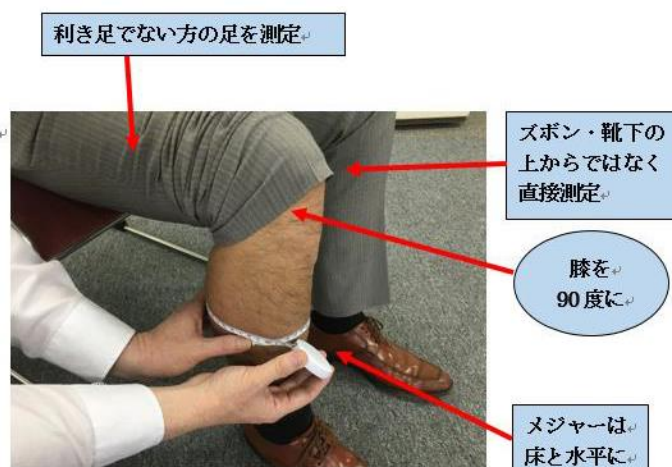 利き足でない方の足を測定
ズボン・靴下の
上からではなく
直接測定
膝を
90度に
メジャーは
床と水平に